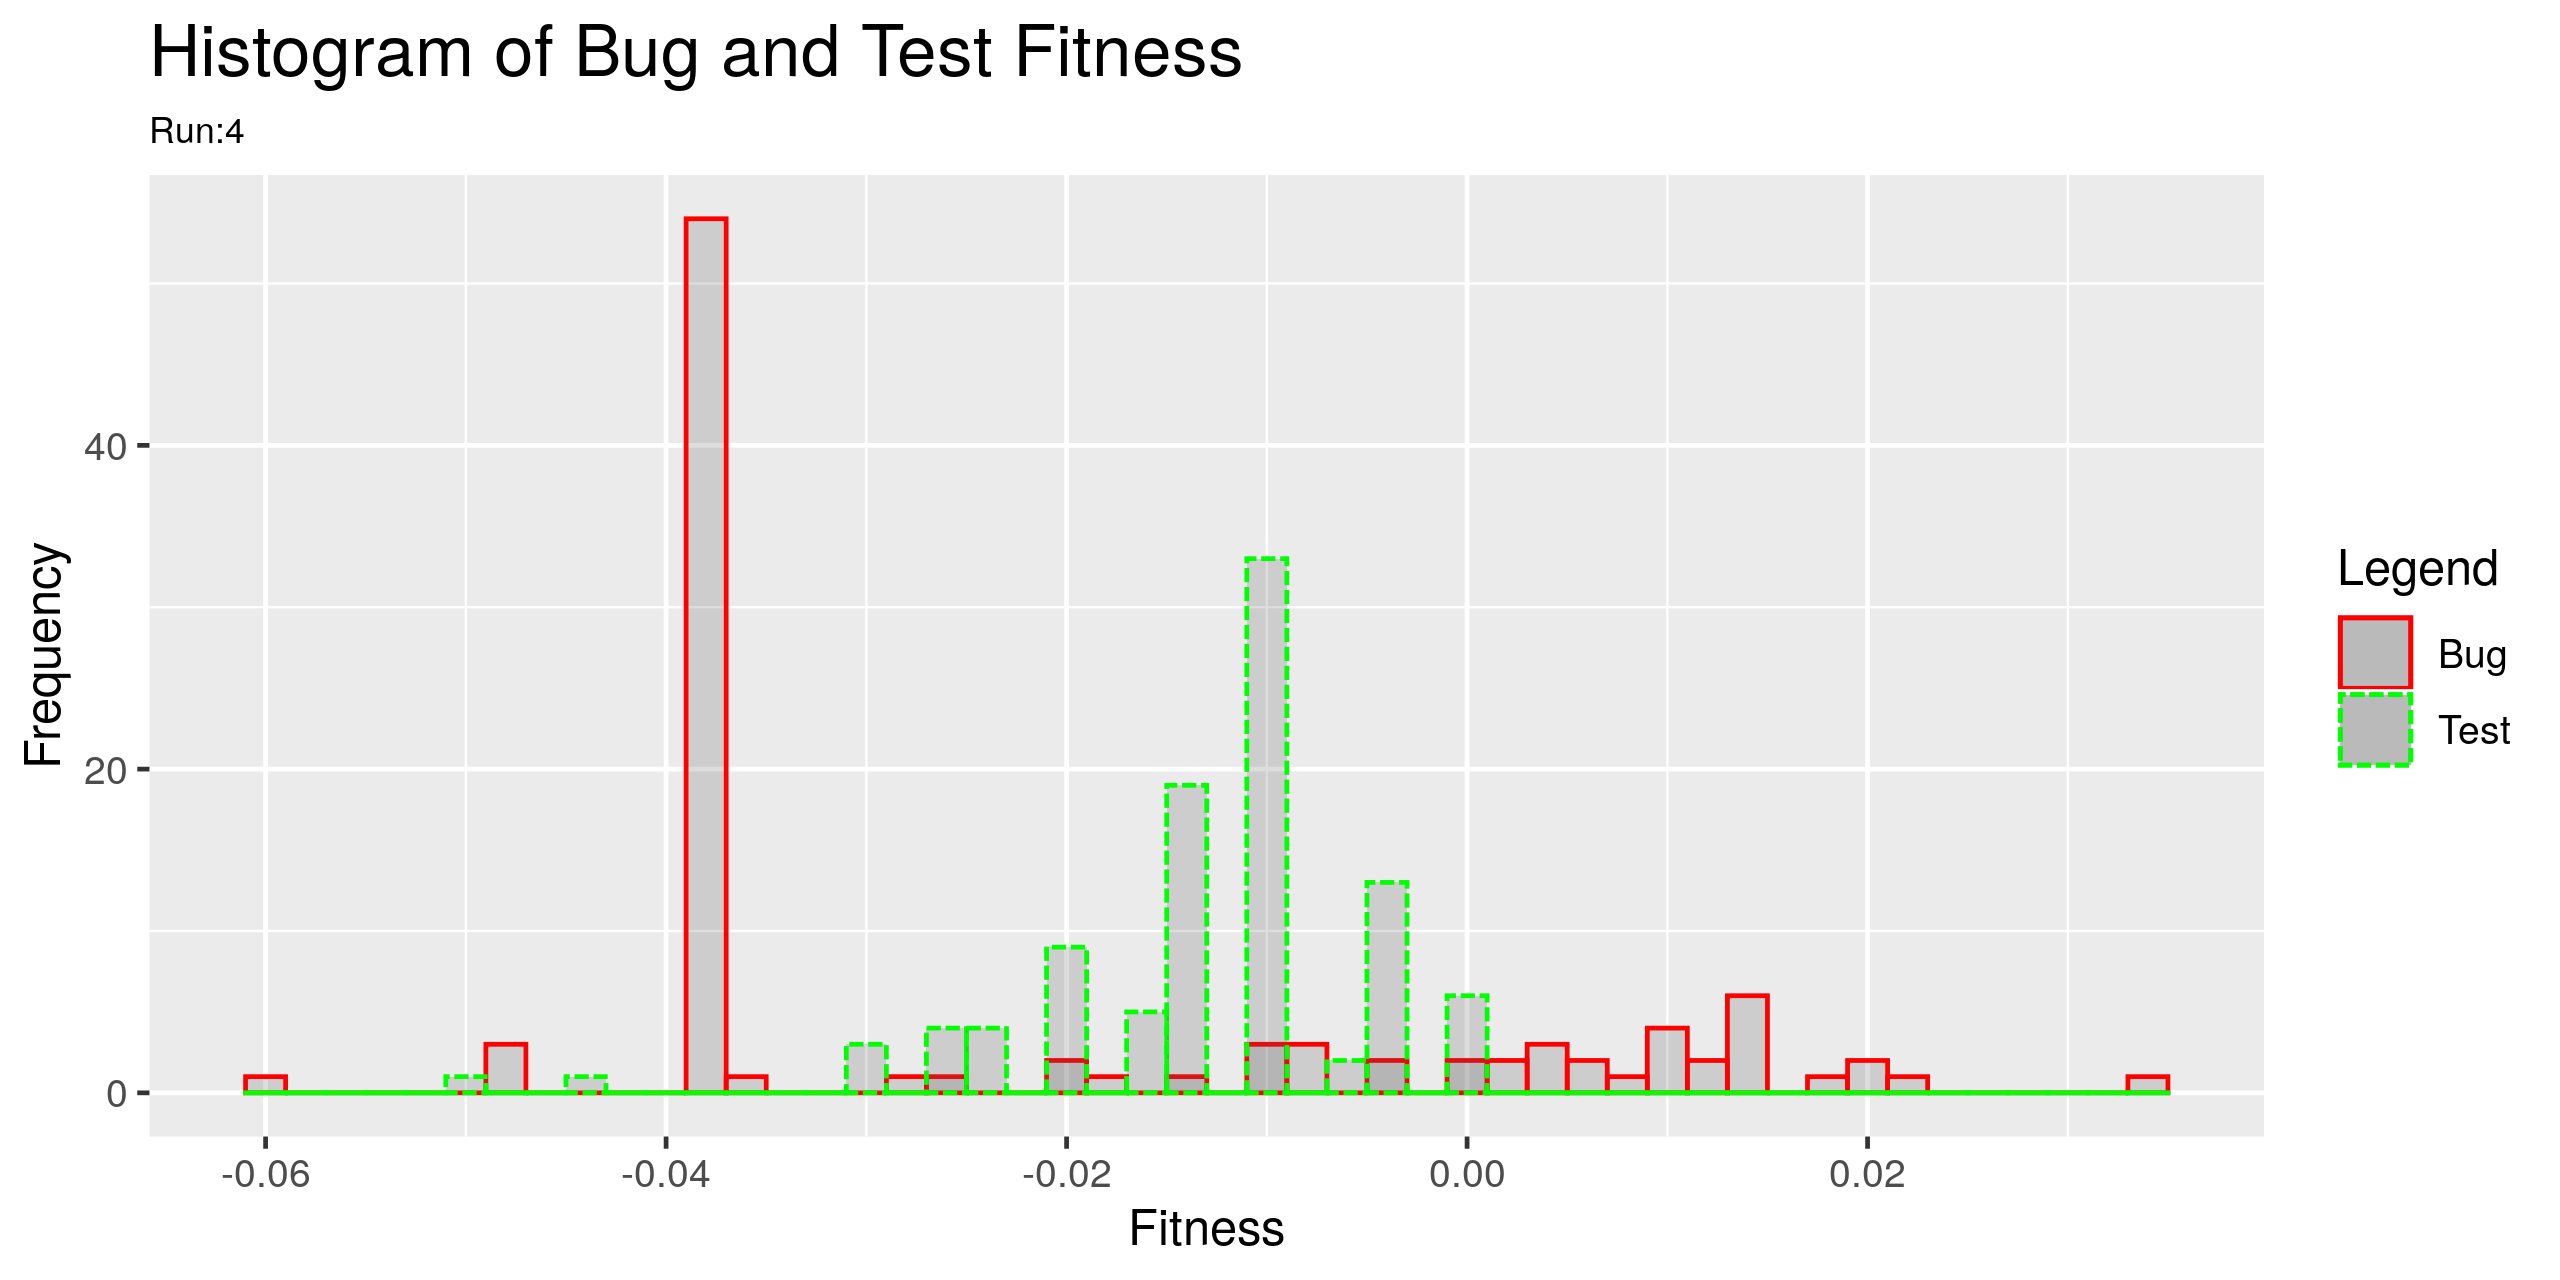 Histogram of Bug and Test Fitness
Run:4
Frequency
40
20
0
-0.06 -0.04 -0.02 0.00 0.02
Fitness
Legend
Bug
Test